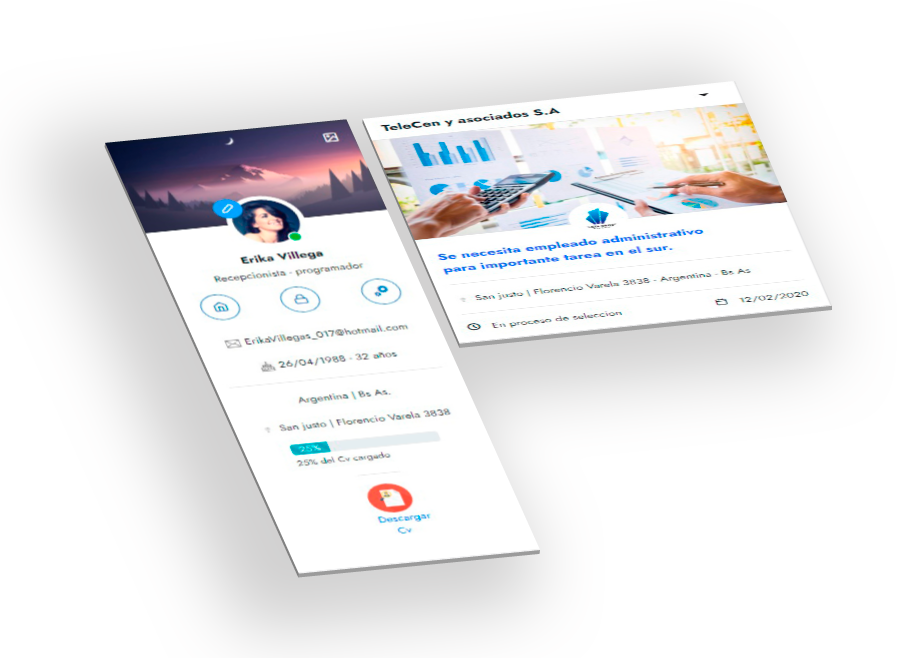 Erika Villega
Recepcionista - programador
ErikaVillegas_017@hotmail.com
26/04/1988 - 32 años
Argentina | Bs As.
San justo | Florencio Varela 3838
25%
25% del Cv cargado
Descargar
Cv
TeleCen y asociados S.A
Se necesita empleado administrativo
para importante tarea en el sur.
San justo | Florencio Varela 3838 - Argentina - Bs As
En proceso de seleccion
12/02/2020